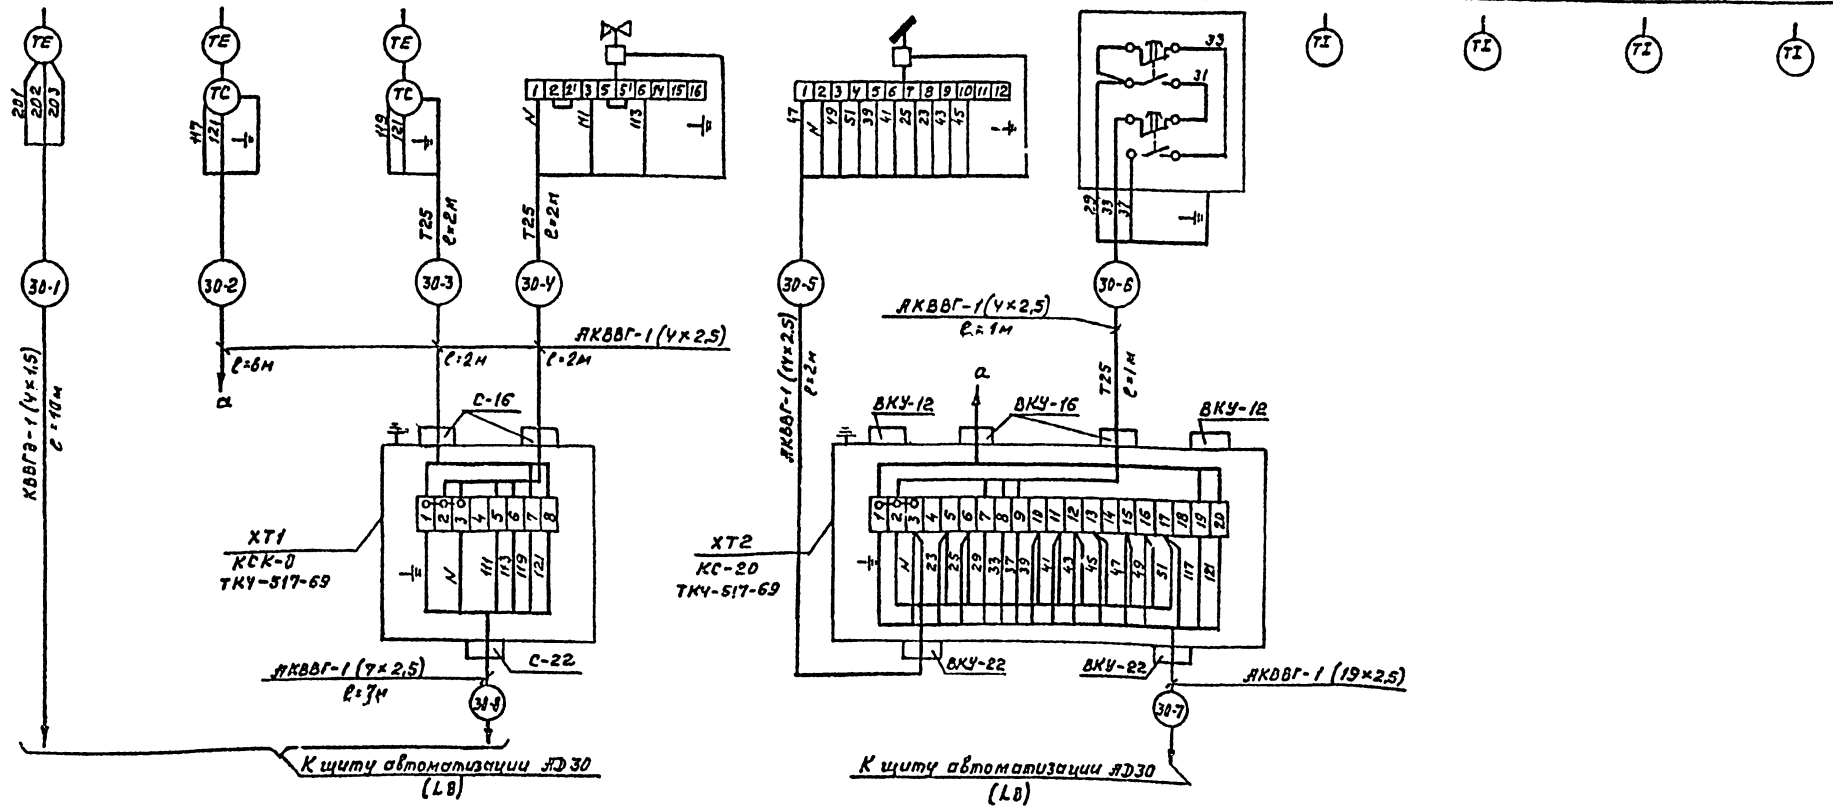 TE
TE
TE
TI
TI
TI
TI
TC
TC
201
202
203
117
121
119
121
1 2 2' 3 5 5' 6 14 15 16
N
111
113
1 2 3 4 5 6 7 8 9 10 11 12
47
N
49
51
39
41
25
23
43
45
33
31
29
33
37
Т25
ℓ=2м
Т25
ℓ=2м
30-1
30-2
30-3
30-4
30-5
30-6
АКВВГ-1 (4×2,5)
ℓ=1м
АКВВГ-1 (4×2,5)
ℓ=6м
ℓ=2м
ℓ=2м
а
КВВГЭ-1 (4×1,5)
ℓ=10м
АКВВГ-1 (14×2,5)
ℓ=2м
Т25
ℓ=1м
а
С-16
ВКУ-12
ВКУ-16
ВКУ-12
1 2 3 4 5 6 7 8
N
111
113
119
121
ХТ1
КСК-8
ТКЧ-517-69
1 2 3 4 5 6 7 8 9 10 11 12 13 14 15 16 17 18 19 20
N
23
25
29
33
37
39
41
43
45
47
49
51
117
121
ХТ2
КС-20
ТКЧ-517-69
С-22
ВКУ-22
ВКУ-22
АКВВГ-1 (7×2,5)
ℓ=7м
АКВВГ-1 (19×2,5)
30-8
30-7
К щиту автоматизации АД30
(L8)
К щиту автоматизации АД30
(L8)